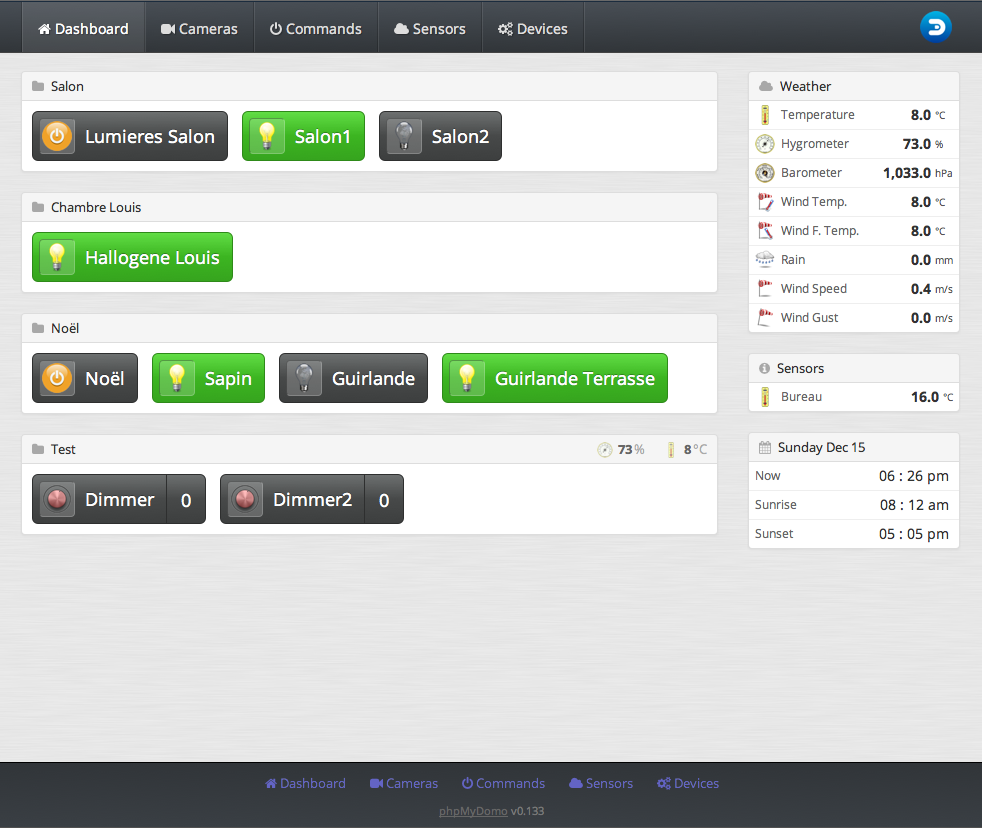 Dashboard Cameras Commands Sensors Devices
Salon
Lumieres Salon Salon1 Salon2
Chambre Louis
Hallogene Louis
Noël
Noël Sapin Guirlande Guirlande Terrasse
Test 73% 8°C
Dimmer 0 Dimmer2 0
Weather
Temperature 8.0 °C
Hygrometer 73.0 %
Barometer 1,033.0 hPa
Wind Temp. 8.0 °C
Wind F. Temp. 8.0 °C
Rain 0.0 mm
Wind Speed 0.4 m/s
Wind Gust 0.0 m/s
Sensors
Bureau 16.0 °C
Sunday Dec 15
Now 06 : 26 pm
Sunrise 08 : 12 am
Sunset 05 : 05 pm
Dashboard Cameras Commands Sensors Devices
phpMyDomo v0.133